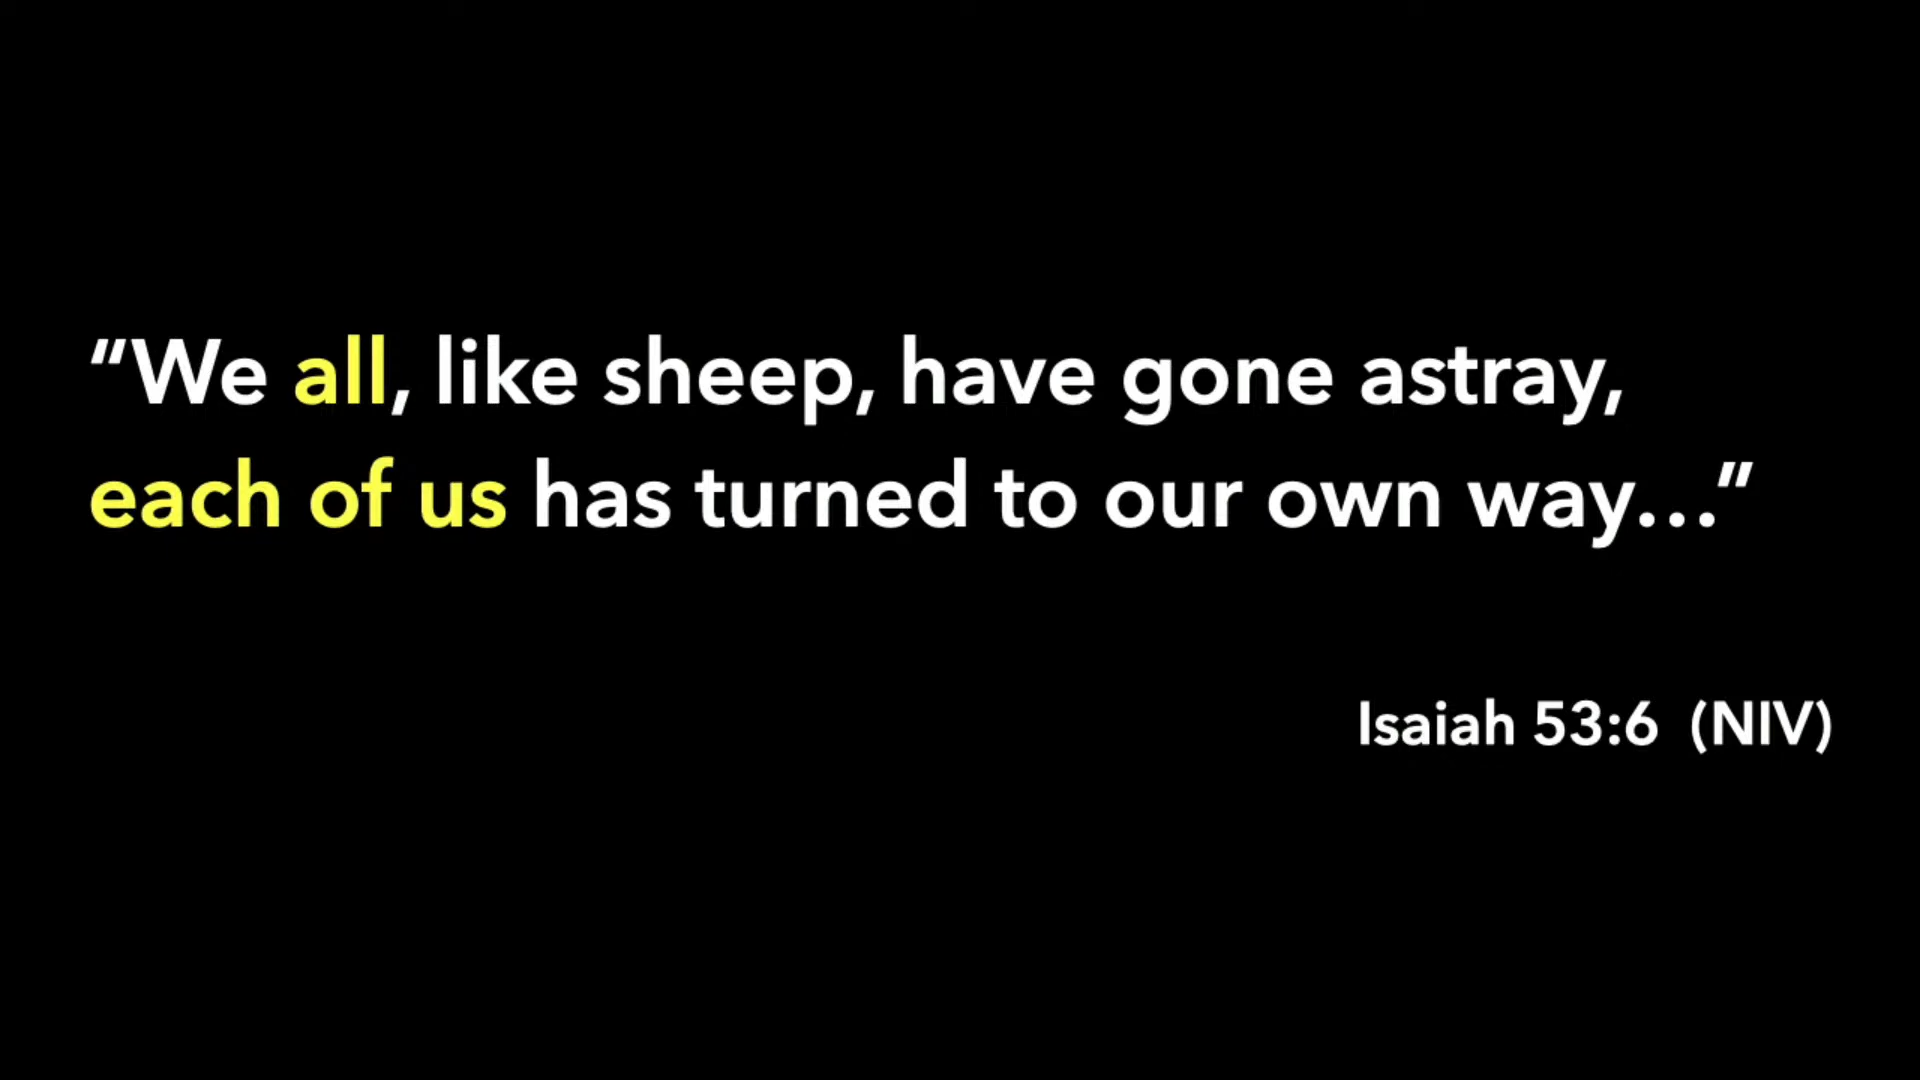 “We all, like sheep, have gone astray,
each of us has turned to our own way…”
Isaiah 53:6 (NIV)